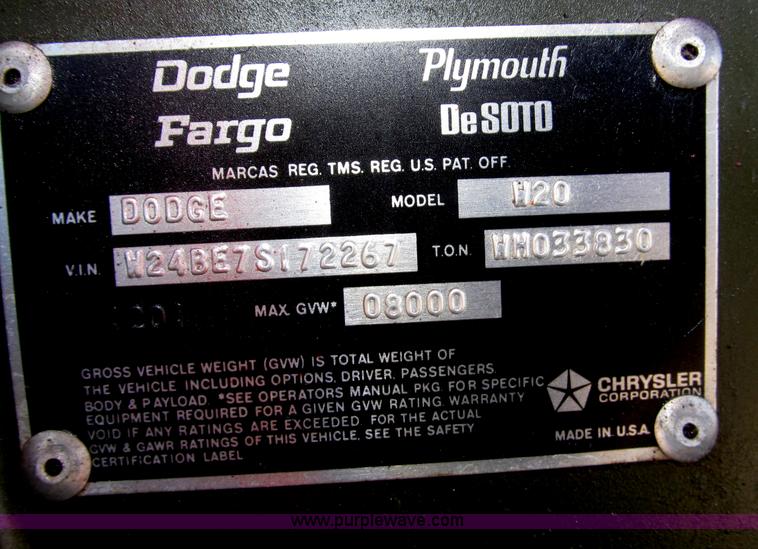 Dodge Plymouth
Fargo DeSOTO
MARCAS REG. TMS. REG. U.S. PAT. OFF.
MAKE DODGE MODEL W20
V.I.N. W24BE7S172267 T.O.N. WH033830
MAX. GVW* 08000
GROSS VEHICLE WEIGHT (GVW) IS TOTAL WEIGHT OF
THE VEHICLE INCLUDING OPTIONS, DRIVER, PASSENGERS,
BODY & PAYLOAD. *SEE OPERATORS MANUAL PKG. FOR SPECIFIC
EQUIPMENT REQUIRED FOR A GIVEN GVW RATING. WARRANTY
VOID IF ANY RATINGS ARE EXCEEDED. FOR THE ACTUAL
GVW & GAWR RATINGS OF THIS VEHICLE, SEE THE SAFETY
CERTIFICATION LABEL
CHRYSLER
CORPORATION
MADE IN U.S.A.
www.purplewave.com